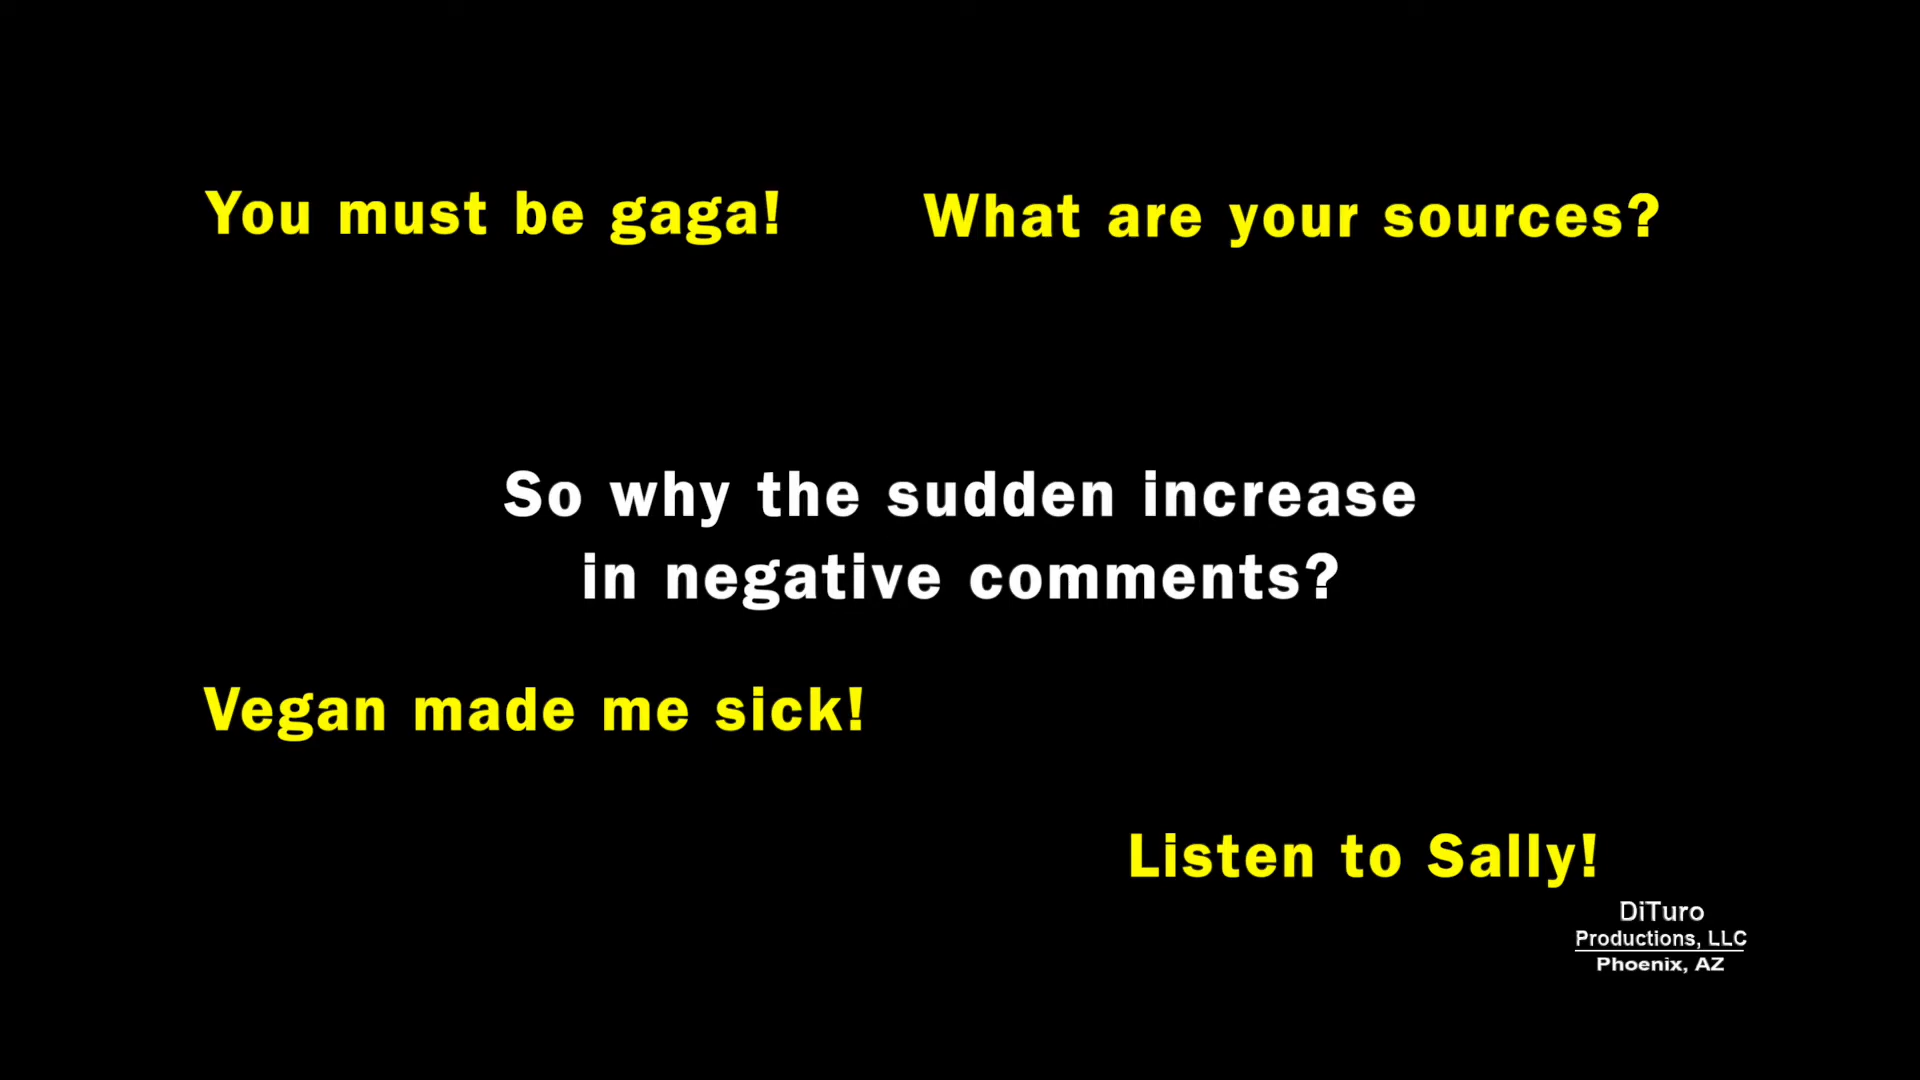 You must be gaga!
What are your sources?
So why the sudden increase
in negative comments?
Vegan made me sick!
Listen to Sally!
DiTuro
Productions, LLC
Phoenix, AZ